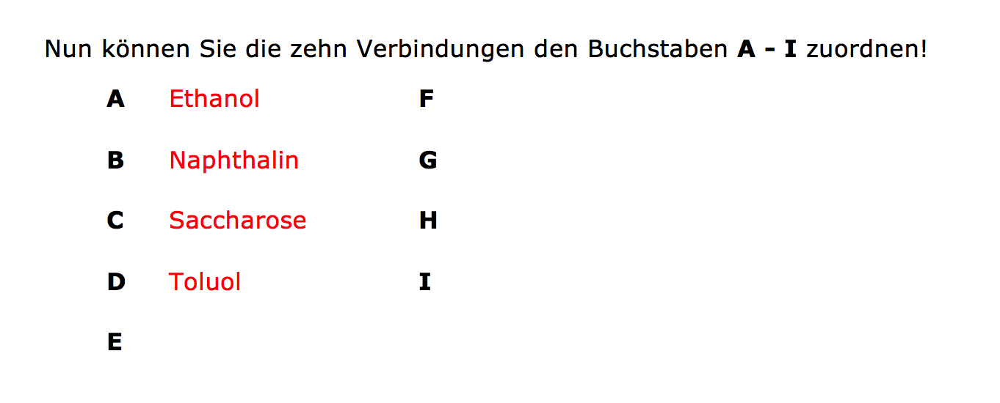 Nun können Sie die zehn Verbindungen den Buchstaben A - I zuordnen!
A Ethanol F
B Naphthalin G
C Saccharose H
D Toluol I
E